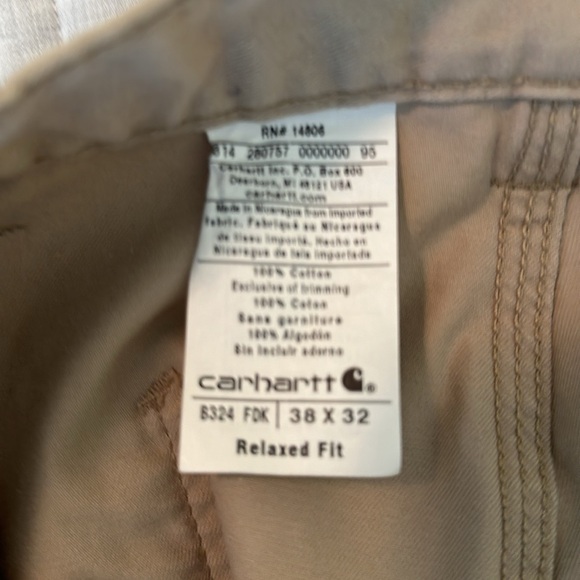 RN# 14806
614 280757 0000000 95
Carhartt Inc. P.O. Box 600
Dearborn, MI 48121 USA
carhartt.com
Made in Nicaragua from imported
fabric. Fabriqué au Nicaragua
de tissu importé. Hecho en
Nicaragua de tela importada
100% Cotton
Exclusive of trimming
100% Coton
Sans garniture
100% Algodón
Sin incluir adorno
carhartt ®
B324 FDK | 38 X 32
Relaxed Fit